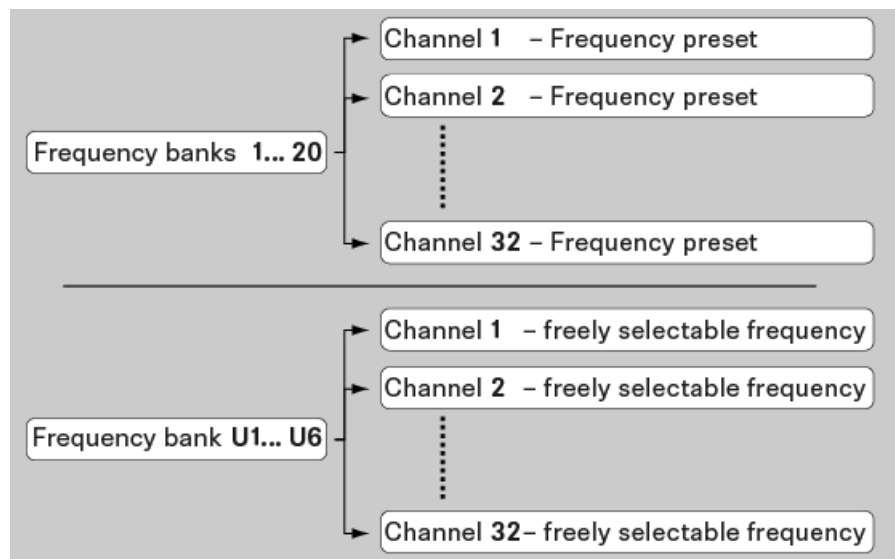 Channel 1 – Frequency preset
Channel 2 – Frequency preset
Frequency banks 1... 20
Channel 32 – Frequency preset
Channel 1 – freely selectable frequency
Channel 2 – freely selectable frequency
Frequency bank U1... U6
Channel 32– freely selectable frequency